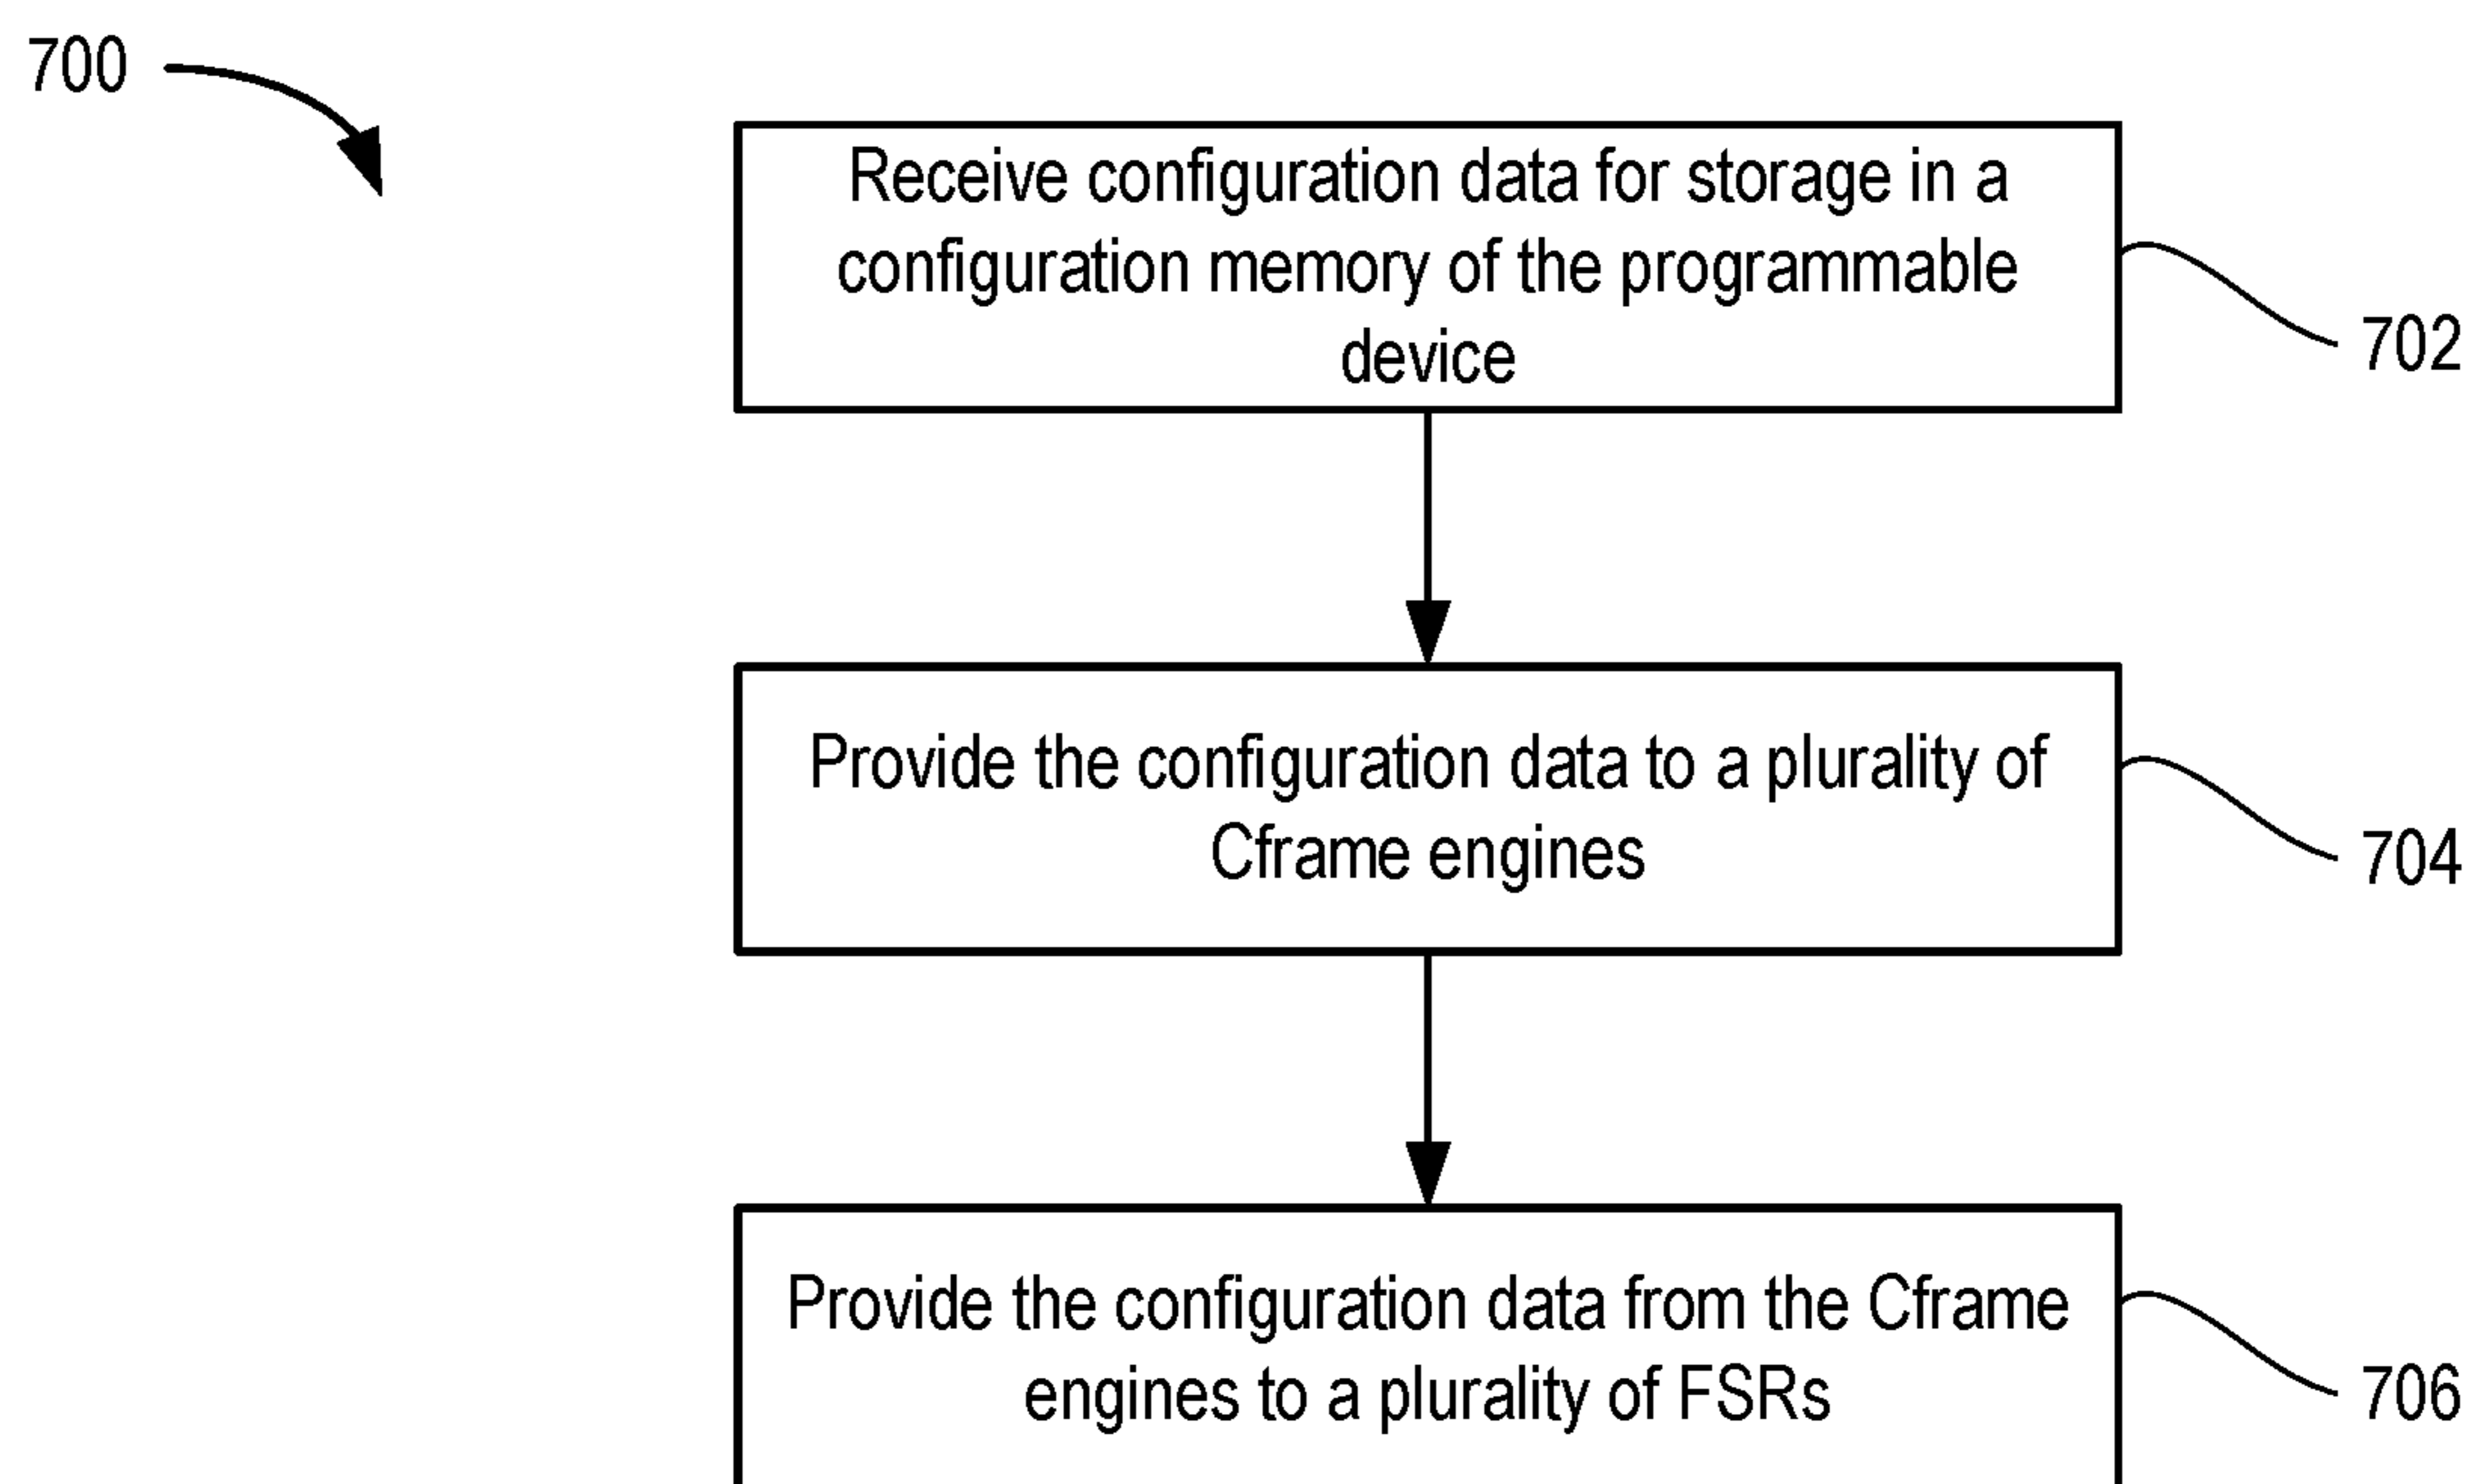 700
Receive configuration data for storage in a
configuration memory of the programmable
device
702
Provide the configuration data to a plurality of
Cframe engines
704
Provide the configuration data from the Cframe
engines to a plurality of FSRs
706